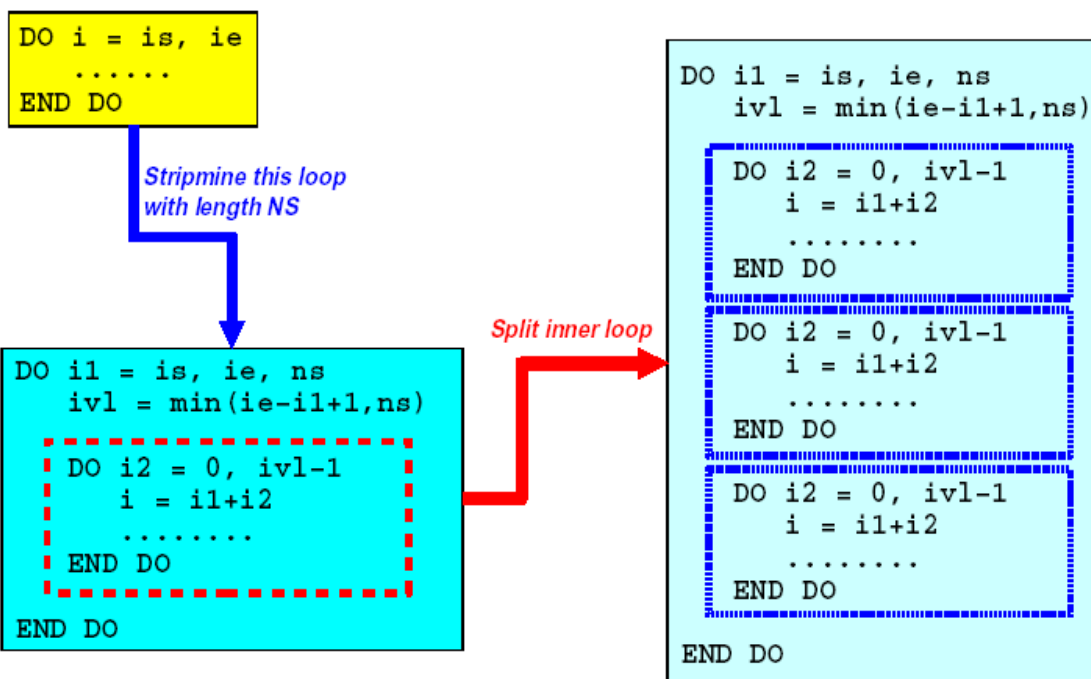 DO i = is, ie
......
END DO
Stripmine this loop
with length NS
DO i1 = is, ie, ns
ivl = min(ie-i1+1,ns)
DO i2 = 0, ivl-1
i = i1+i2
........
END DO
END DO
Split inner loop
DO i1 = is, ie, ns
ivl = min(ie-i1+1,ns)
DO i2 = 0, ivl-1
i = i1+i2
........
END DO
DO i2 = 0, ivl-1
i = i1+i2
........
END DO
DO i2 = 0, ivl-1
i = i1+i2
........
END DO
END DO